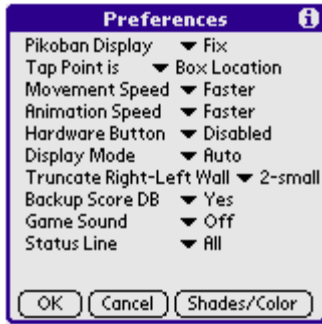 Preferences i
Pikoban Display Fix
Tap Point is Box Location
Movement Speed Faster
Animation Speed Faster
Hardware Button Disabled
Display Mode Auto
Truncate Right-Left Wall 2-small
Backup Score DB Yes
Game Sound Off
Status Line All
OK Cancel Shades/Color